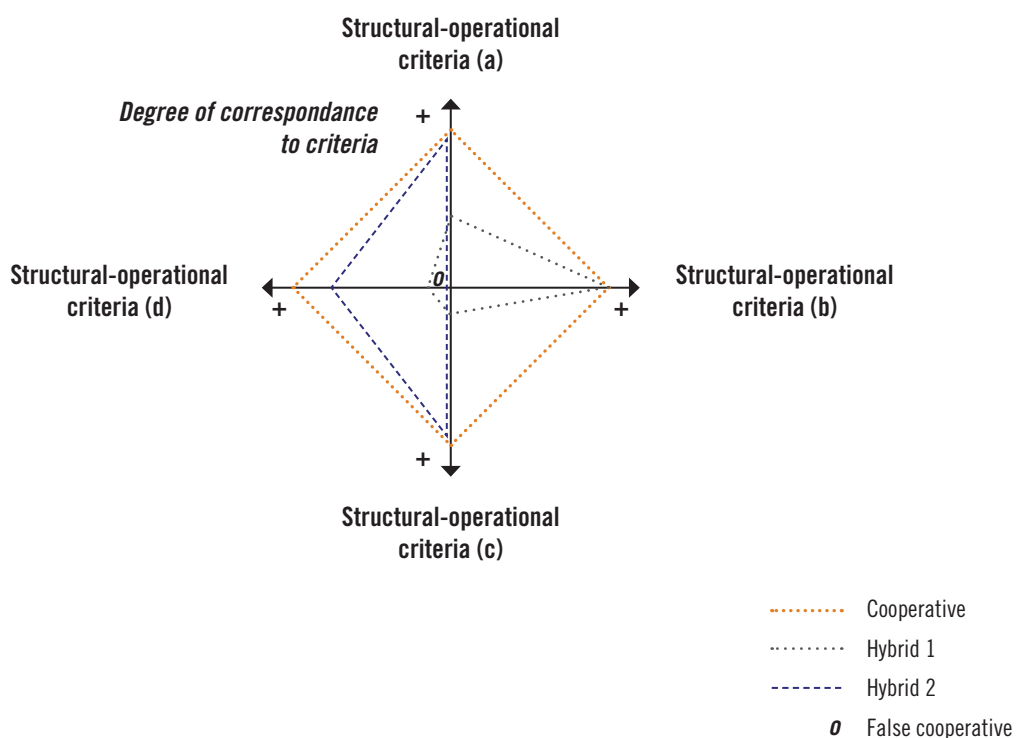 Structural-operational
criteria (a)
Degree of correspondance
to criteria
+
Structural-operational
criteria (d)
+
0
Structural-operational
criteria (b)
+
+
Structural-operational
criteria (c)
Cooperative
Hybrid 1
Hybrid 2
0 False cooperative